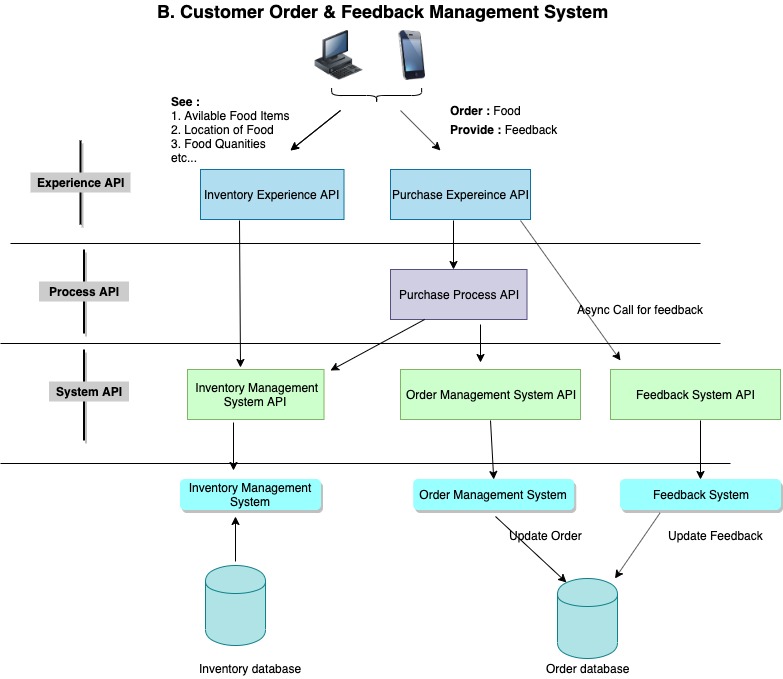 B. Customer Order & Feedback Management System
See :
1. Avilable Food Items
2. Location of Food
3. Food Quanities
etc...
Order : Food
Provide : Feedback
Experience API
Inventory Experience API
Purchase Expereince API
Process API
Purchase Process API
Async Call for feedback
System API
Inventory Management
System API
Order Management System API
Feedback System API
Inventory Management
System
Order Management System
Feedback System
Update Order
Update Feedback
Inventory database
Order database